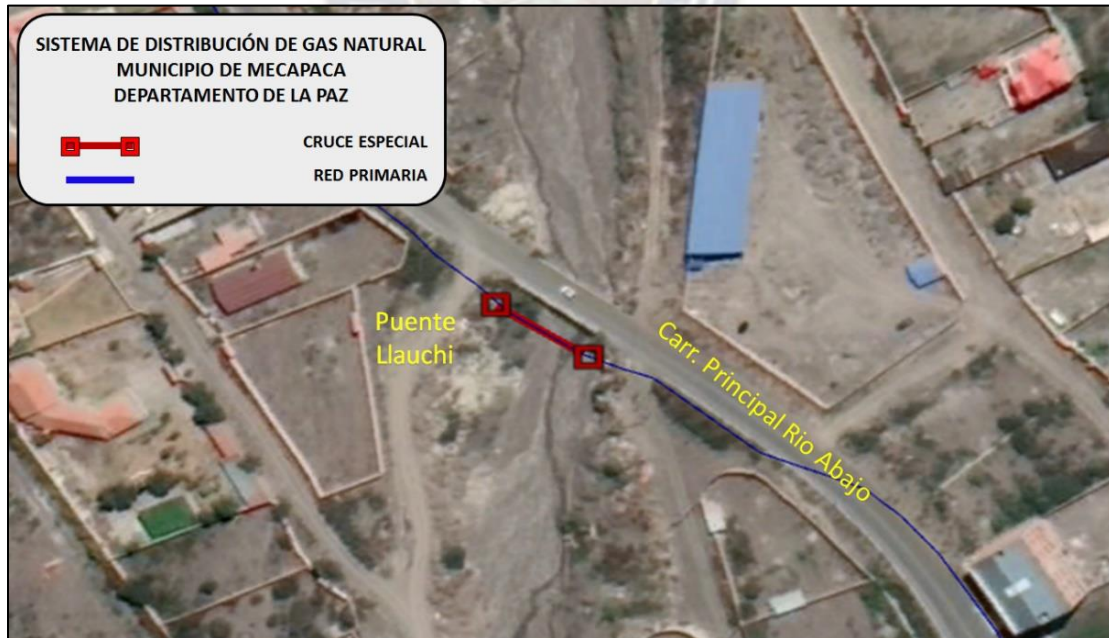 SISTEMA DE DISTRIBUCIÓN DE GAS NATURAL
MUNICIPIO DE MECAPACA
DEPARTAMENTO DE LA PAZ
CRUCE ESPECIAL
RED PRIMARIA
Puente
Llauchi
Carr. Principal Rio Abajo